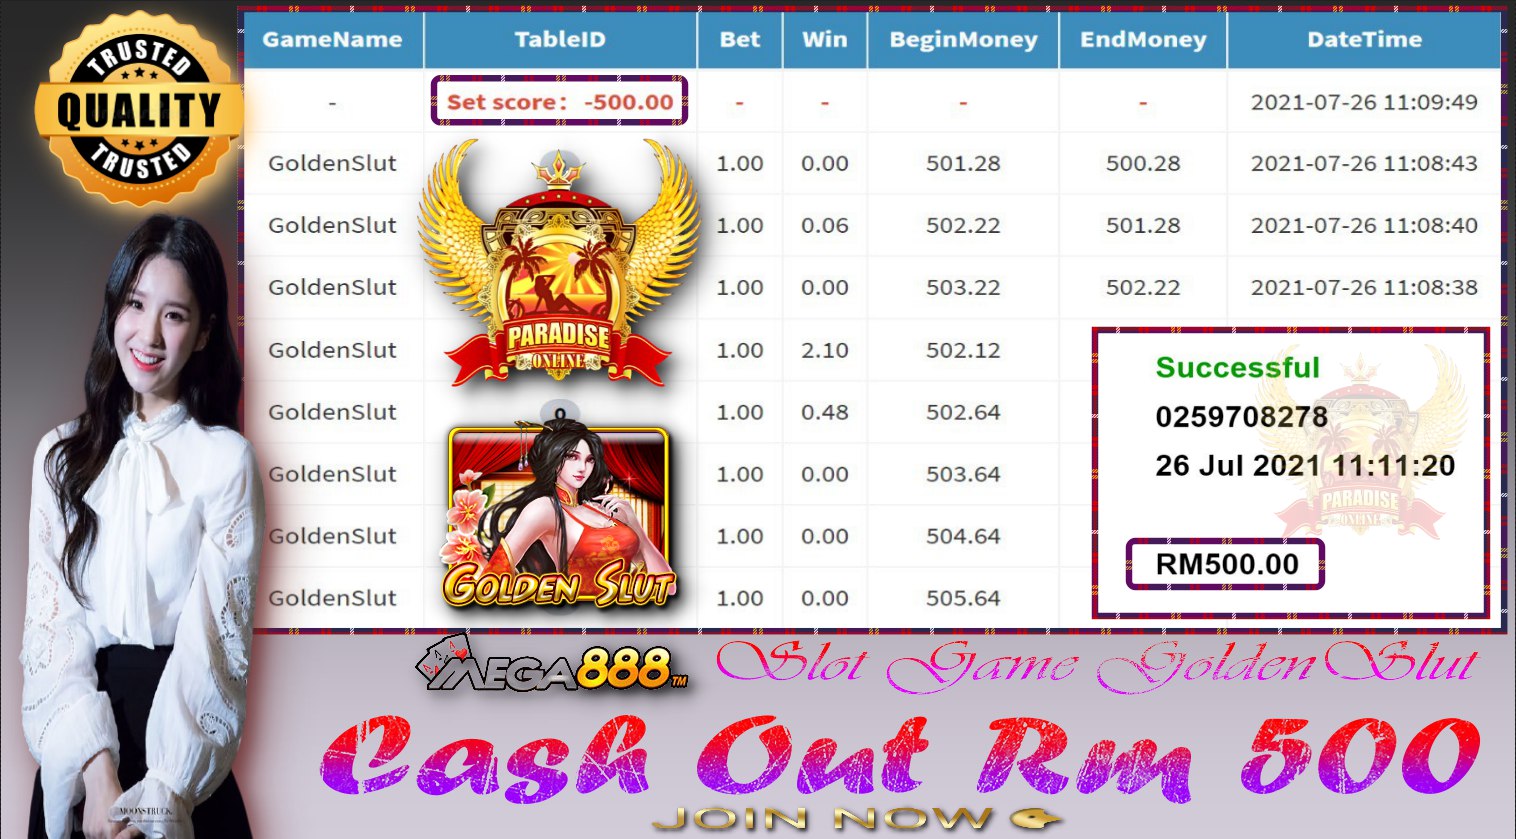 TRUSTED
QUALITY
TRUSTED
GameName TableID Bet Win BeginMoney EndMoney DateTime
- Set score: -500.00 - - - - 2021-07-26 11:09:49
GoldenSlut 1.00 0.00 501.28 500.28 2021-07-26 11:08:43
GoldenSlut 1.00 0.06 502.22 501.28 2021-07-26 11:08:40
GoldenSlut 1.00 0.00 503.22 502.22 2021-07-26 11:08:38
GoldenSlut 1.00 2.10 502.12
GoldenSlut 0 1.00 0.48 502.64
GoldenSlut 1.00 0.00 503.64
GoldenSlut 1.00 0.00 504.64
GoldenSlut 1.00 0.00 505.64
PARADISE
ONLINE
GOLDEN SLUT
Successful
0259708278
26 Jul 2021 11:11:20
PARADISE
ONLINE
RM500.00
MEGA888 TM
Slot Game GoldenSlut
Cash Out Rm 500
JOIN NOW
MOONSTRUCK